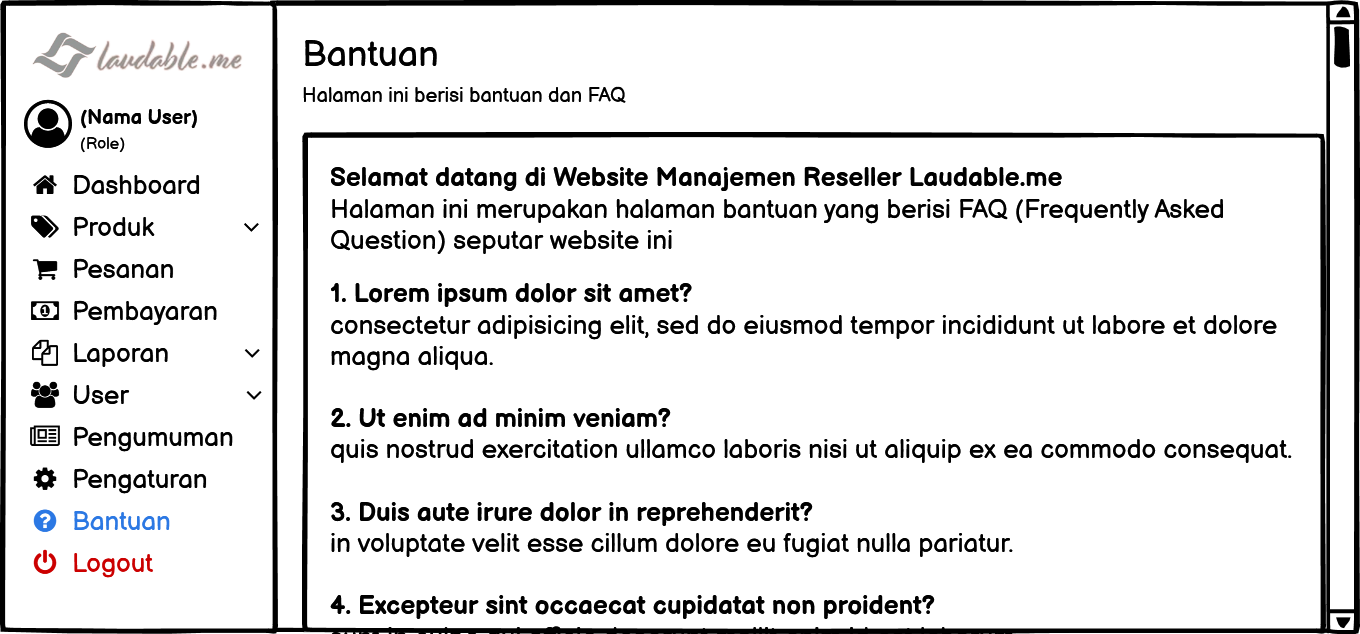 laudable.me
(Nama User)
(Role)
Dashboard
Produk
Pesanan
Pembayaran
Laporan
User
Pengumuman
Pengaturan
Bantuan
Logout
Bantuan
Halaman ini berisi bantuan dan FAQ
Selamat datang di Website Manajemen Reseller Laudable.me
Halaman ini merupakan halaman bantuan yang berisi FAQ (Frequently Asked
Question) seputar website ini
1. Lorem ipsum dolor sit amet?
consectetur adipisicing elit, sed do eiusmod tempor incididunt ut labore et dolore
magna aliqua.
2. Ut enim ad minim veniam?
quis nostrud exercitation ullamco laboris nisi ut aliquip ex ea commodo consequat.
3. Duis aute irure dolor in reprehenderit?
in voluptate velit esse cillum dolore eu fugiat nulla pariatur.
4. Excepteur sint occaecat cupidatat non proident?